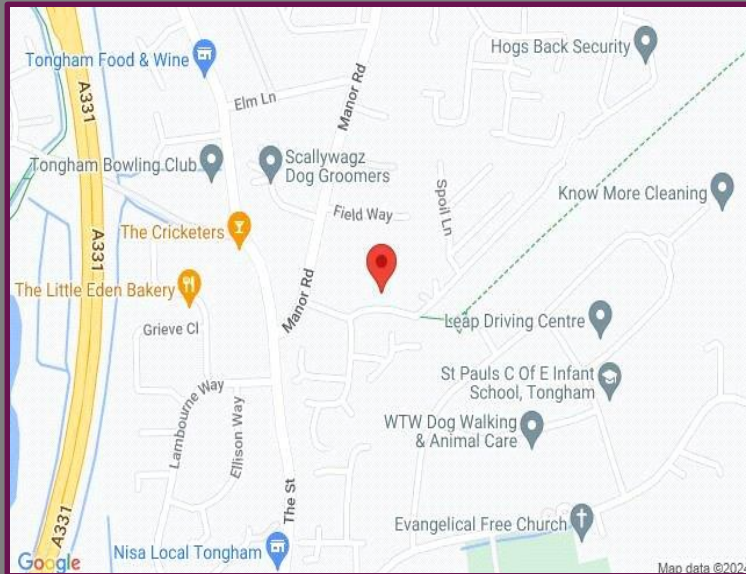 Hogs Back Security
Tongham Food & Wine
A331
A331
Elm Ln
Manor Rd
Tongham Bowling Club
Scallywagz
Dog Groomers
Spoil Ln
Know More Cleaning
Field Way
The Cricketers
A331
The Little Eden Bakery
Manor Rd
Grieve Cl
Leap Driving Centre
St Pauls C Of E Infant
School, Tongham
Lambourne Way
Ellison Way
WTW Dog Walking
& Animal Care
The St
Evangelical Free Church
A331
Nisa Local Tongham
Google
Map data ©2024